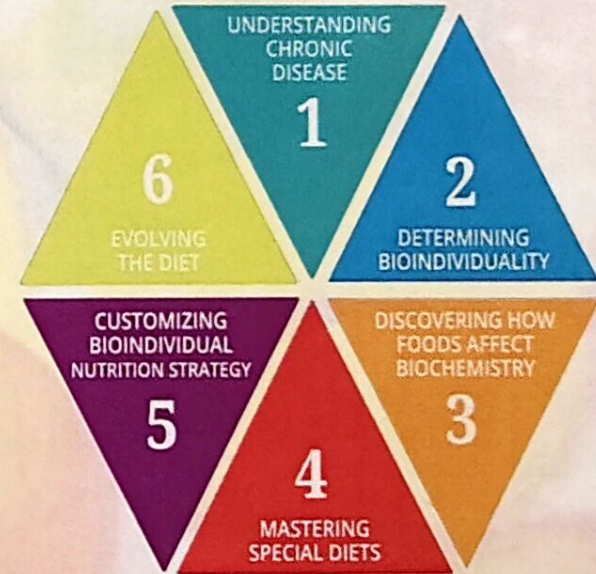 UNDERSTANDING
CHRONIC
DISEASE
1
2
DETERMINING
BIOINDIVIDUALITY
DISCOVERING HOW
FOODS AFFECT
BIOCHEMISTRY
3
4
MASTERING
SPECIAL DIETS
CUSTOMIZING
BIOINDIVIDUAL
NUTRITION STRATEGY
5
6
EVOLVING
THE DIET